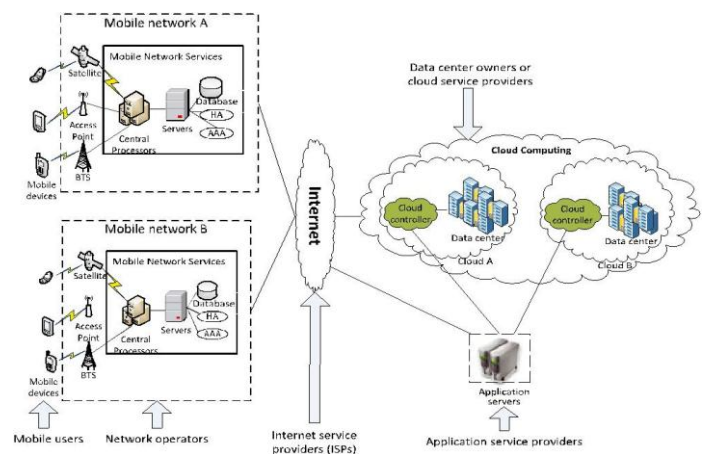 Mobile network A
Mobile Network Services
Satellite
Database
HA
AAA
Access
Point
Servers
Central
Processors
Mobile
devices
BTS
Mobile network B
Mobile Network Services
Satellite
Database
HA
AAA
Access
Point
Servers
Central
Processors
Mobile
devices
BTS
Mobile users
Network operators
Internet
Internet service
providers (ISPs)
Data center owners or
cloud service providers
Cloud Computing
Cloud
controller
Data center
Cloud A
Cloud
controller
Data center
Cloud B
Application
servers
Application service providers